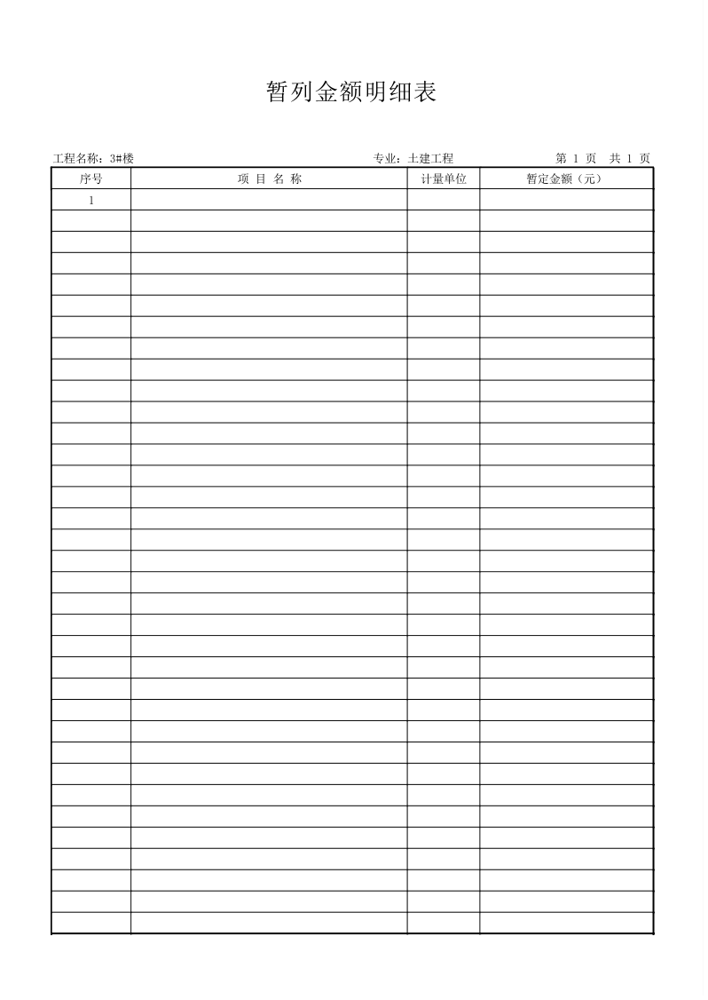 暂列金额明细表
工程名称：3#楼 专业：土建工程 第 1 页 共 1 页
序号 项 目 名 称 计量单位 暂定金额（元）
1